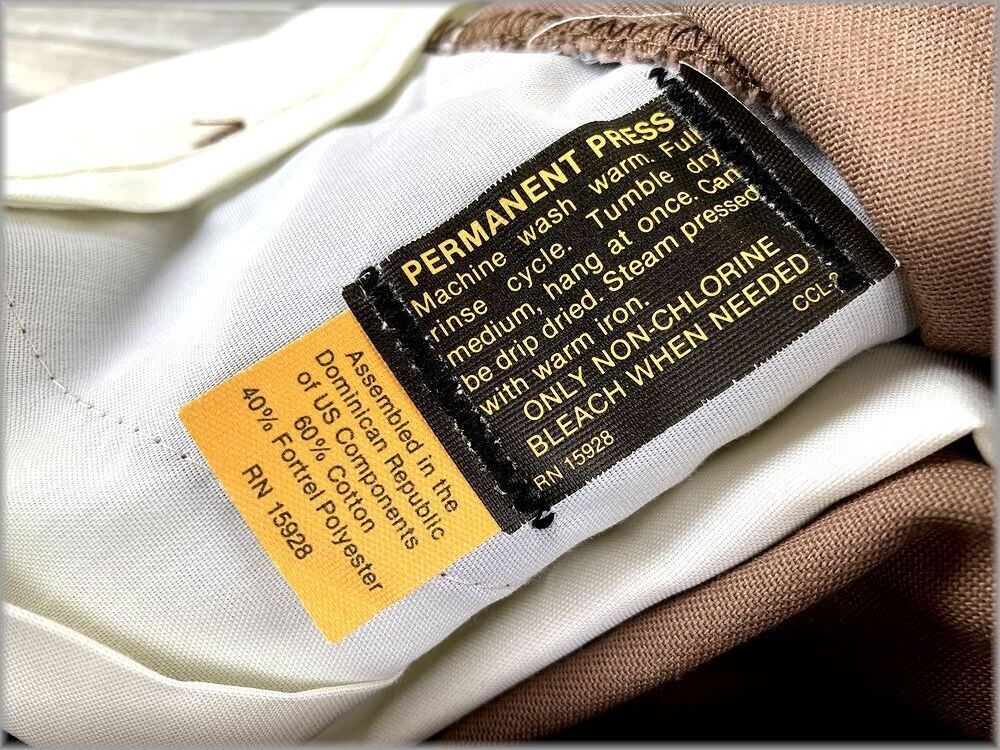 PERMANENT PRESS
Machine wash warm. Full
rinse cycle. Tumble dry
medium, hang at once. Can
be drip dried. Steam pressed
with warm iron.
ONLY NON-CHLORINE
BLEACH WHEN NEEDED
CCL-
RN 15928
Assembled in the
Dominican Republic
of US Components
60% Cotton
40% Fortrel Polyester
RN 15928